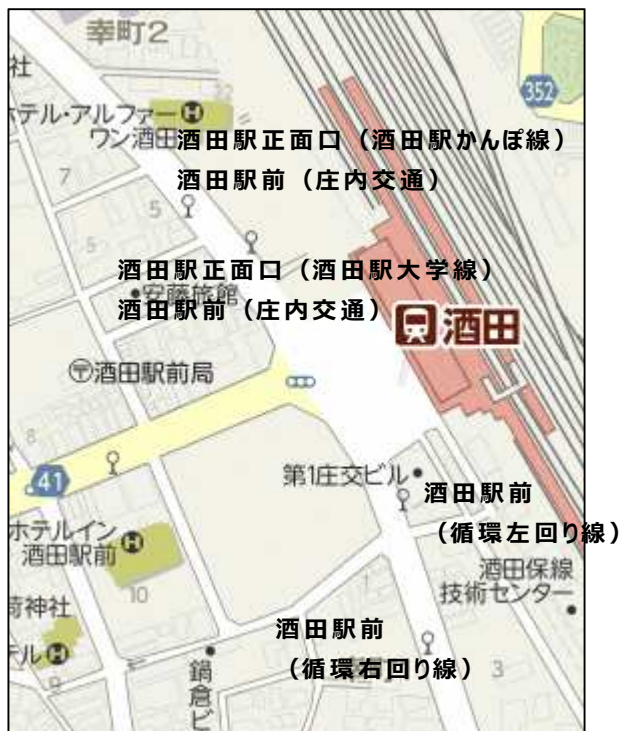 幸町2
社
352
テル・アルファー
ワン酒田
22
酒田駅正面口（酒田駅かんぽ線）
酒田駅前（庄内交通）
7
5
5
酒田駅正面口（酒田駅大学線）
安藤旅館
酒田駅前（庄内交通）
酒田
〒酒田駅前局
8
41
第1庄交ビル
酒田駅前
（循環左回り線）
ホテルイン
酒田駅前
酒田保線
技術センター
10
1
荷神社
酒田駅前
（循環右回り線）
テル
9
鍋倉ビ
3